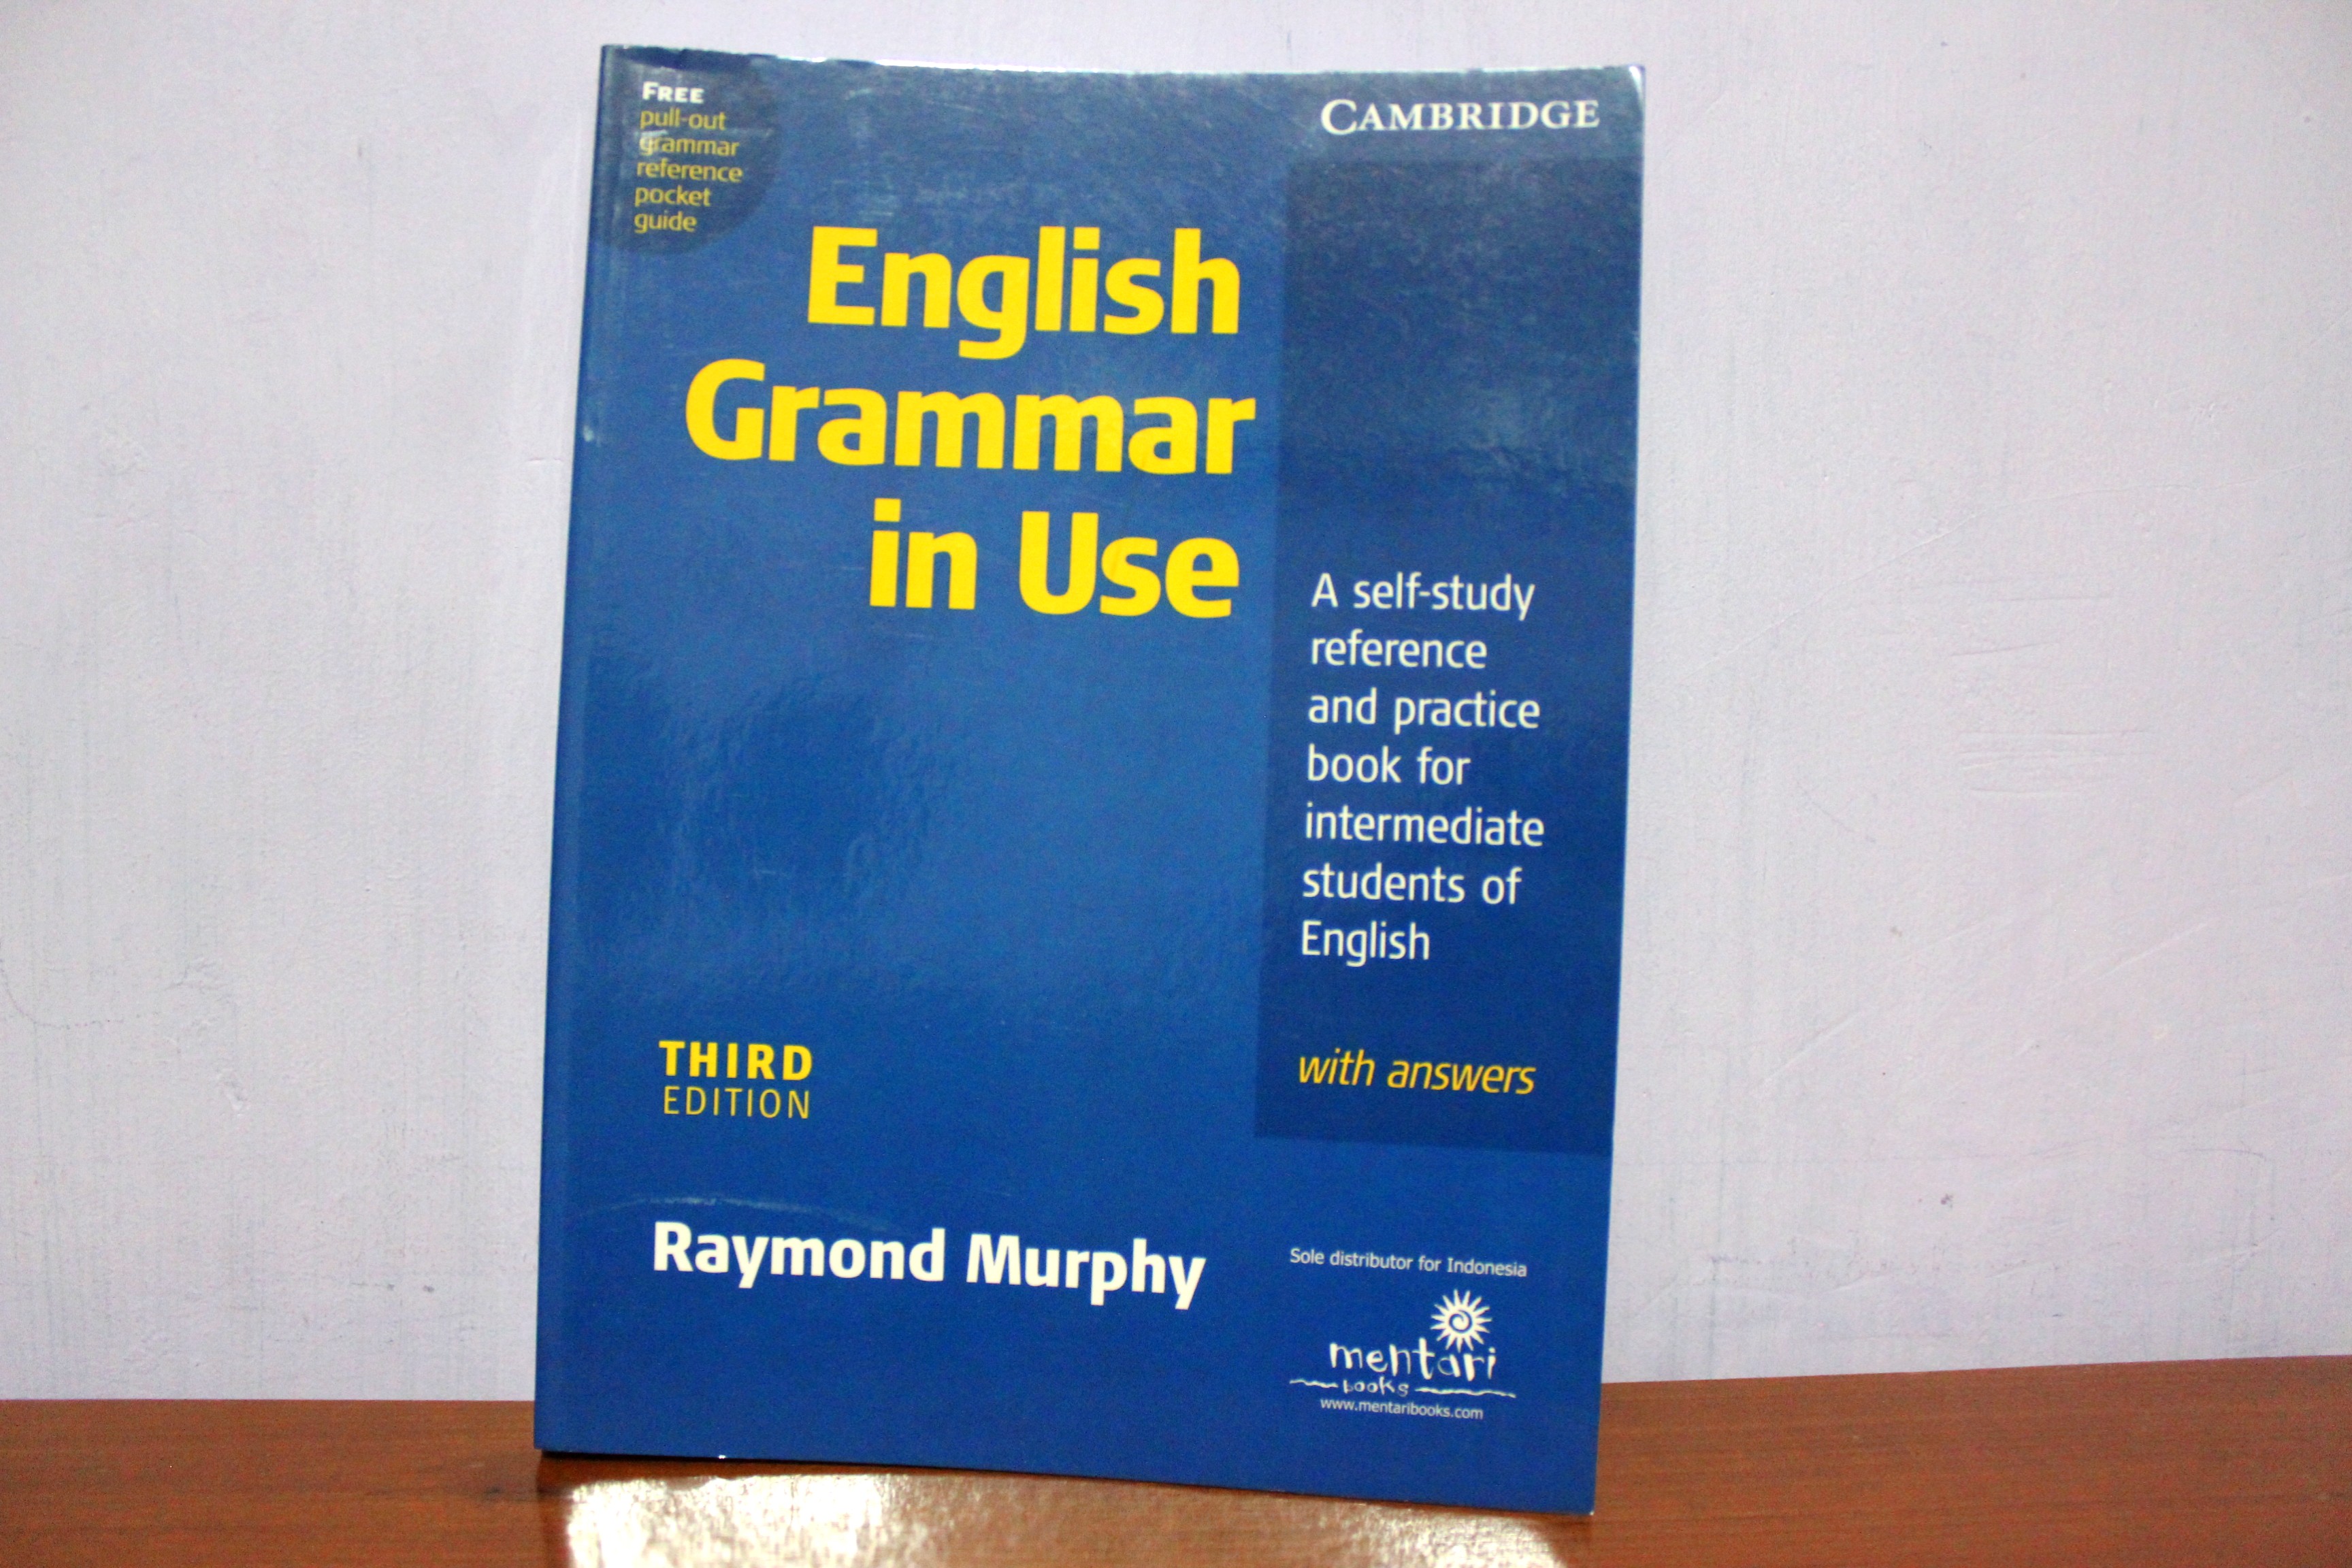 FREE
pull-out
grammar
reference
pocket
guide
CAMBRIDGE
English
Grammar
in Use
A self-study
reference
and practice
book for
intermediate
students of
English
with answers
THIRD
EDITION
Raymond Murphy
Sole distributor for Indonesia
mentari
books
www.mentaribooks.com